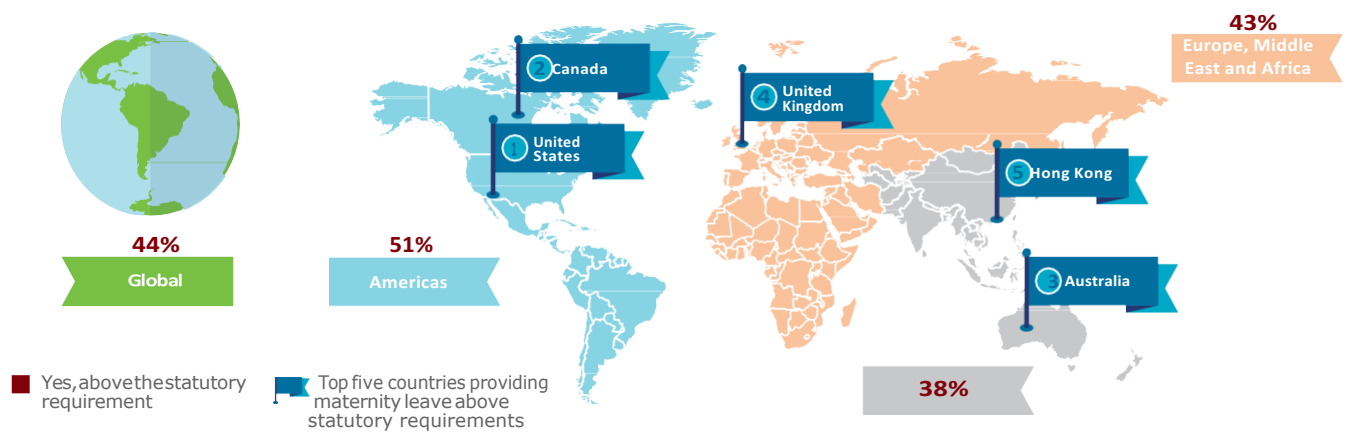 43%
Europe, Middle
East and Africa
2 Canada
4 United
Kingdom
1 United
States
5 Hong Kong
44%
Global
51%
Americas
3 Australia
38%
Yes, above the statutory
requirement
Top five countries providing
maternity leave above
statutory requirements